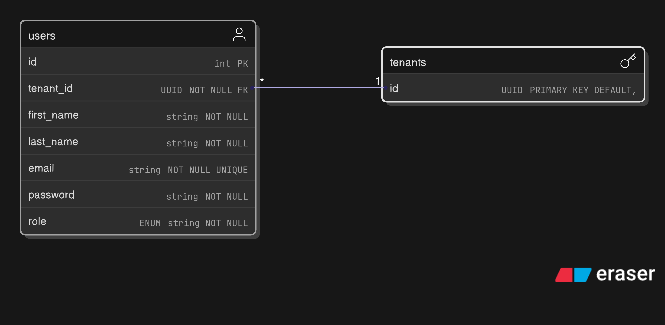 users
id int PK
tenant_id UUID NOT NULL FK
first_name string NOT NULL
last_name string NOT NULL
email string NOT NULL UNIQUE
password string NOT NULL
role ENUM string NOT NULL
* 1
tenants
id UUID PRIMARY KEY DEFAULT,
eraser